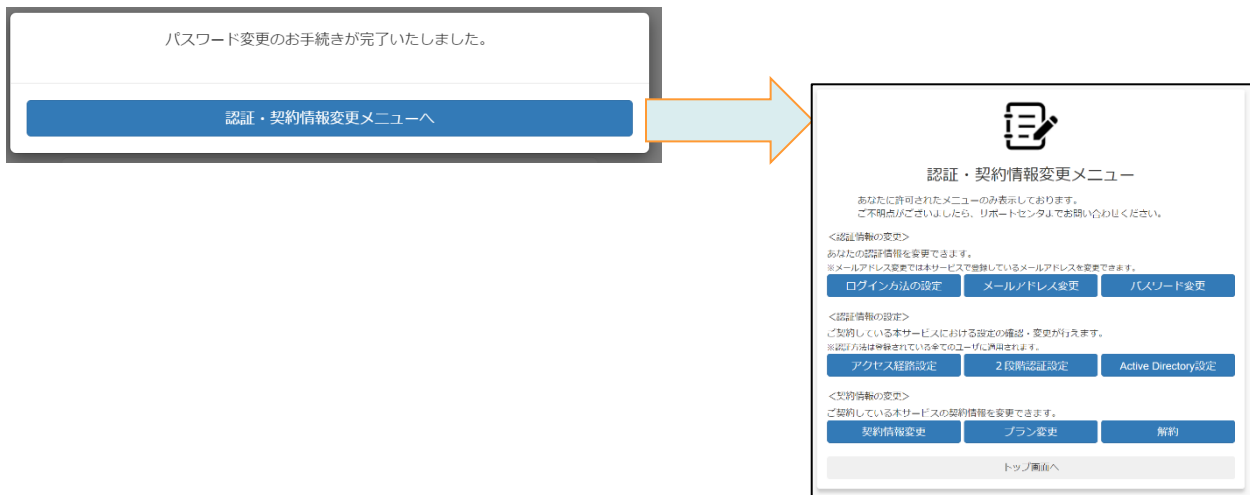 パスワード変更のお手続きが完了いたしました。
認証・契約情報変更メニューへ
認証・契約情報変更メニュー
あなたに許可されたメニューのみ表示しております。
ご不明点がございましたら、サポートセンタまでお問い合わせください。
<認証情報の変更>
あなたの認証情報を変更できます。
※メールアドレス変更では本サービスで登録しているメールアドレスを変更できます。
ログイン方法の設定 メールアドレス変更 パスワード変更
<認証情報の設定>
ご契約している本サービスにおける設定の確認・変更が行えます。
※認証方法は登録されている全てのユーザに適用されます。
アクセス経路設定 2段階認証設定 Active Directory設定
<契約情報の変更>
ご契約している本サービスの契約情報を変更できます。
契約情報変更 プラン変更 解約
トップ画面へ